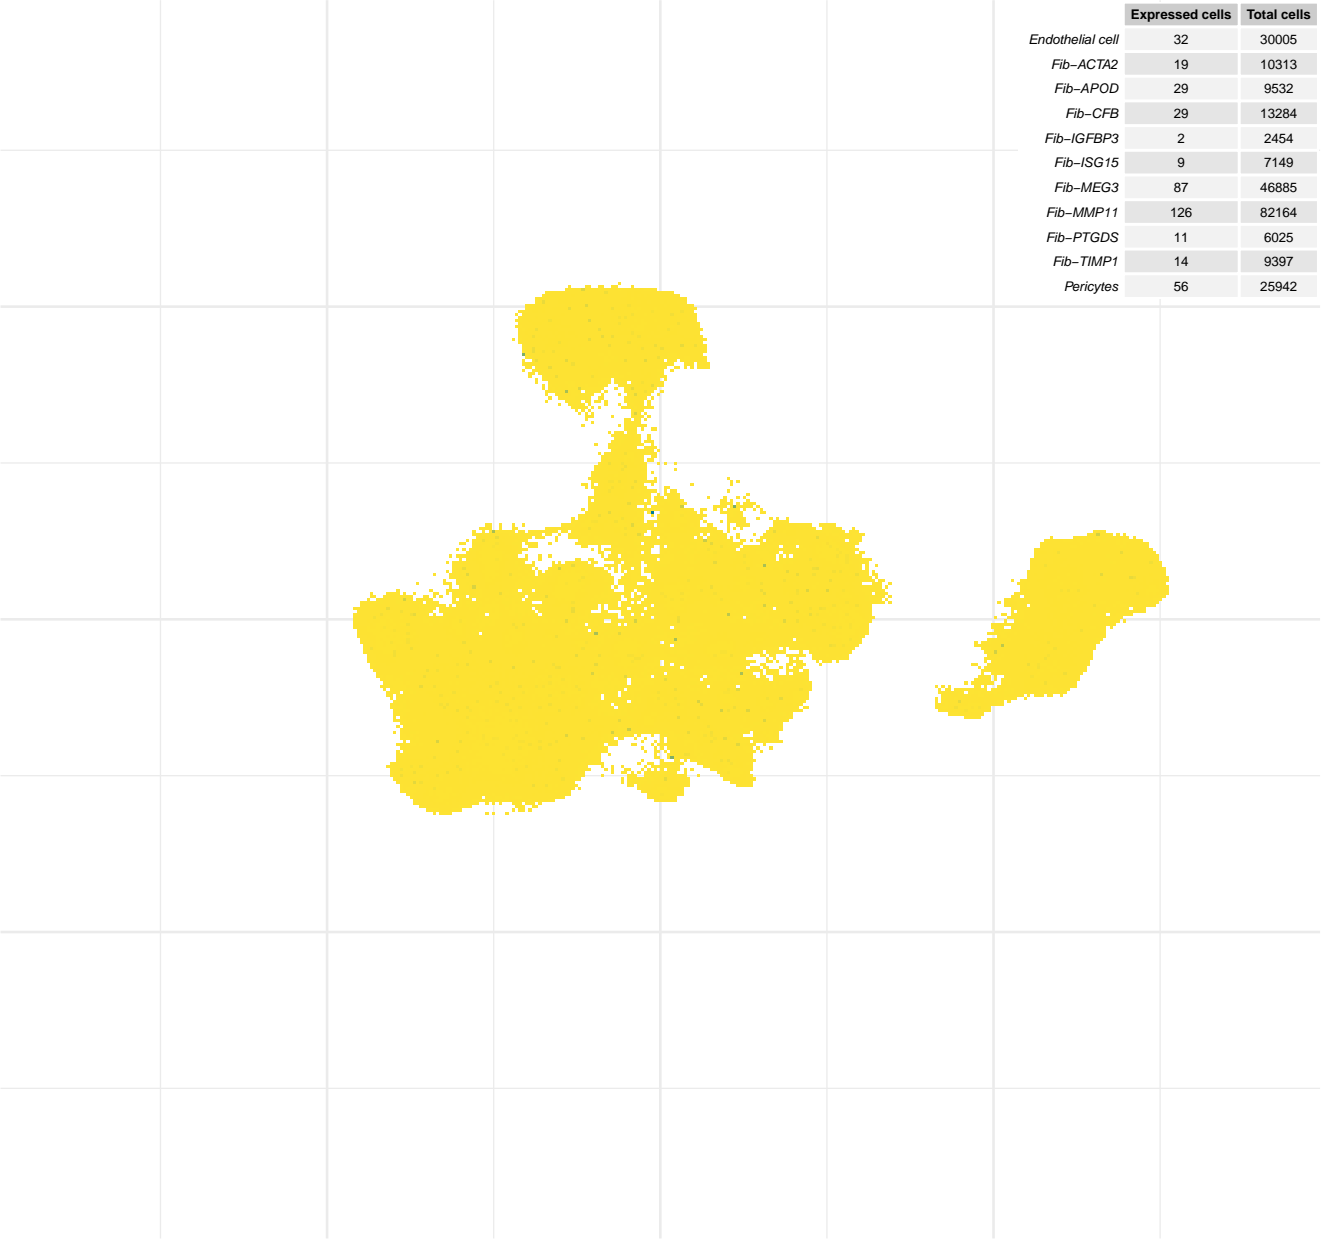 Expressed cells Total cells
Endothelial cell 32 30005
Fib−ACTA2 19 10313
Fib−APOD 29 9532
Fib−CFB 29 13284
Fib−IGFBP3 2 2454
Fib−ISG15 9 7149
Fib−MEG3 87 46885
Fib−MMP11 126 82164
Fib−PTGDS 11 6025
Fib−TIMP1 14 9397
Pericytes 56 25942